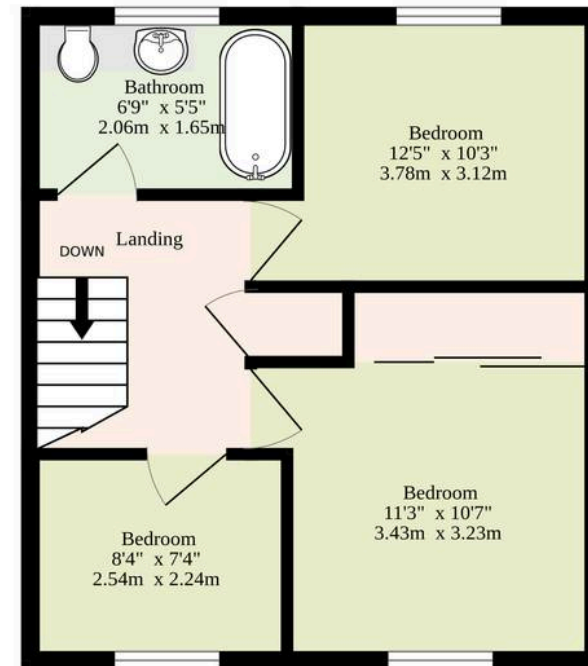 Bathroom
6'9" x 5'5"
2.06m x 1.65m
Bedroom
12'5" x 10'3"
3.78m x 3.12m
Landing
DOWN
Bedroom
11'3" x 10'7"
3.43m x 3.23m
Bedroom
8'4" x 7'4"
2.54m x 2.24m